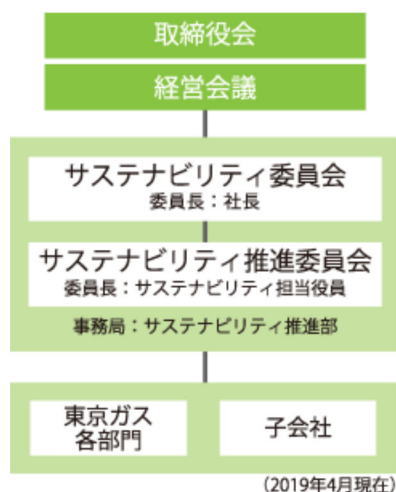 取締役会
経営会議
サステナビリティ委員会
委員長：社長
サステナビリティ推進委員会
委員長：サステナビリティ担当役員
事務局：サステナビリティ推進部
東京ガス
各部門
子会社
（2019年4月現在）